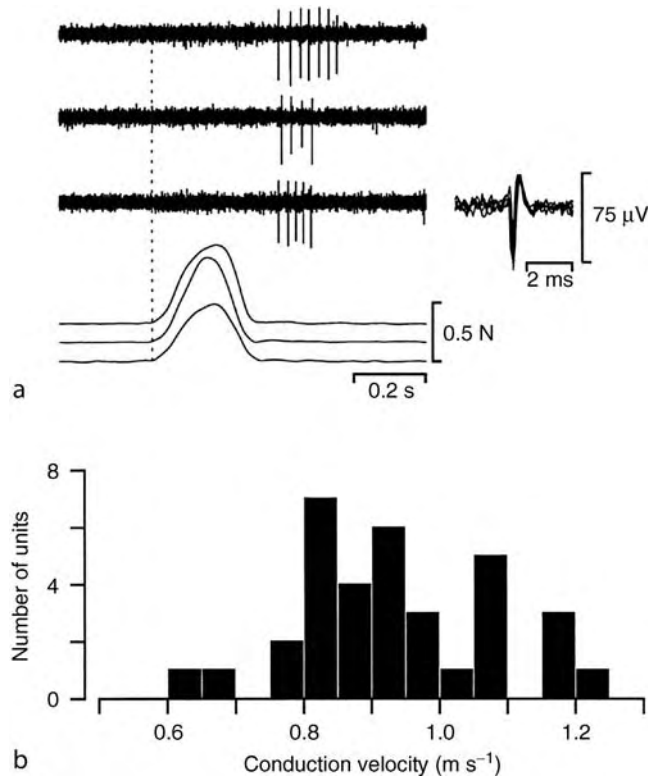 75 µV
2 ms
0.5 N
0.2 s
a
8
4
0
Number of units
0.6 0.8 1.0 1.2
Conduction velocity (m s⁻¹)
b